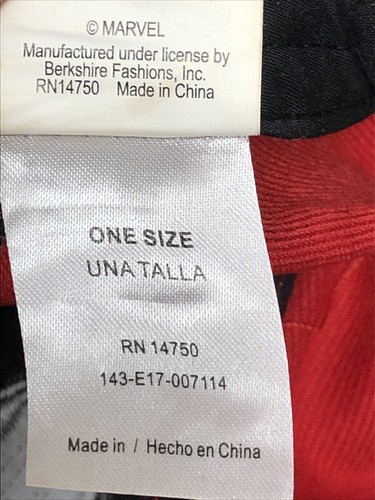 © MARVEL
Manufactured under license by
Berkshire Fashions, Inc.
RN14750 Made in China
ONE SIZE
UNA TALLA
RN 14750
143-E17-007114
Made in / Hecho en China